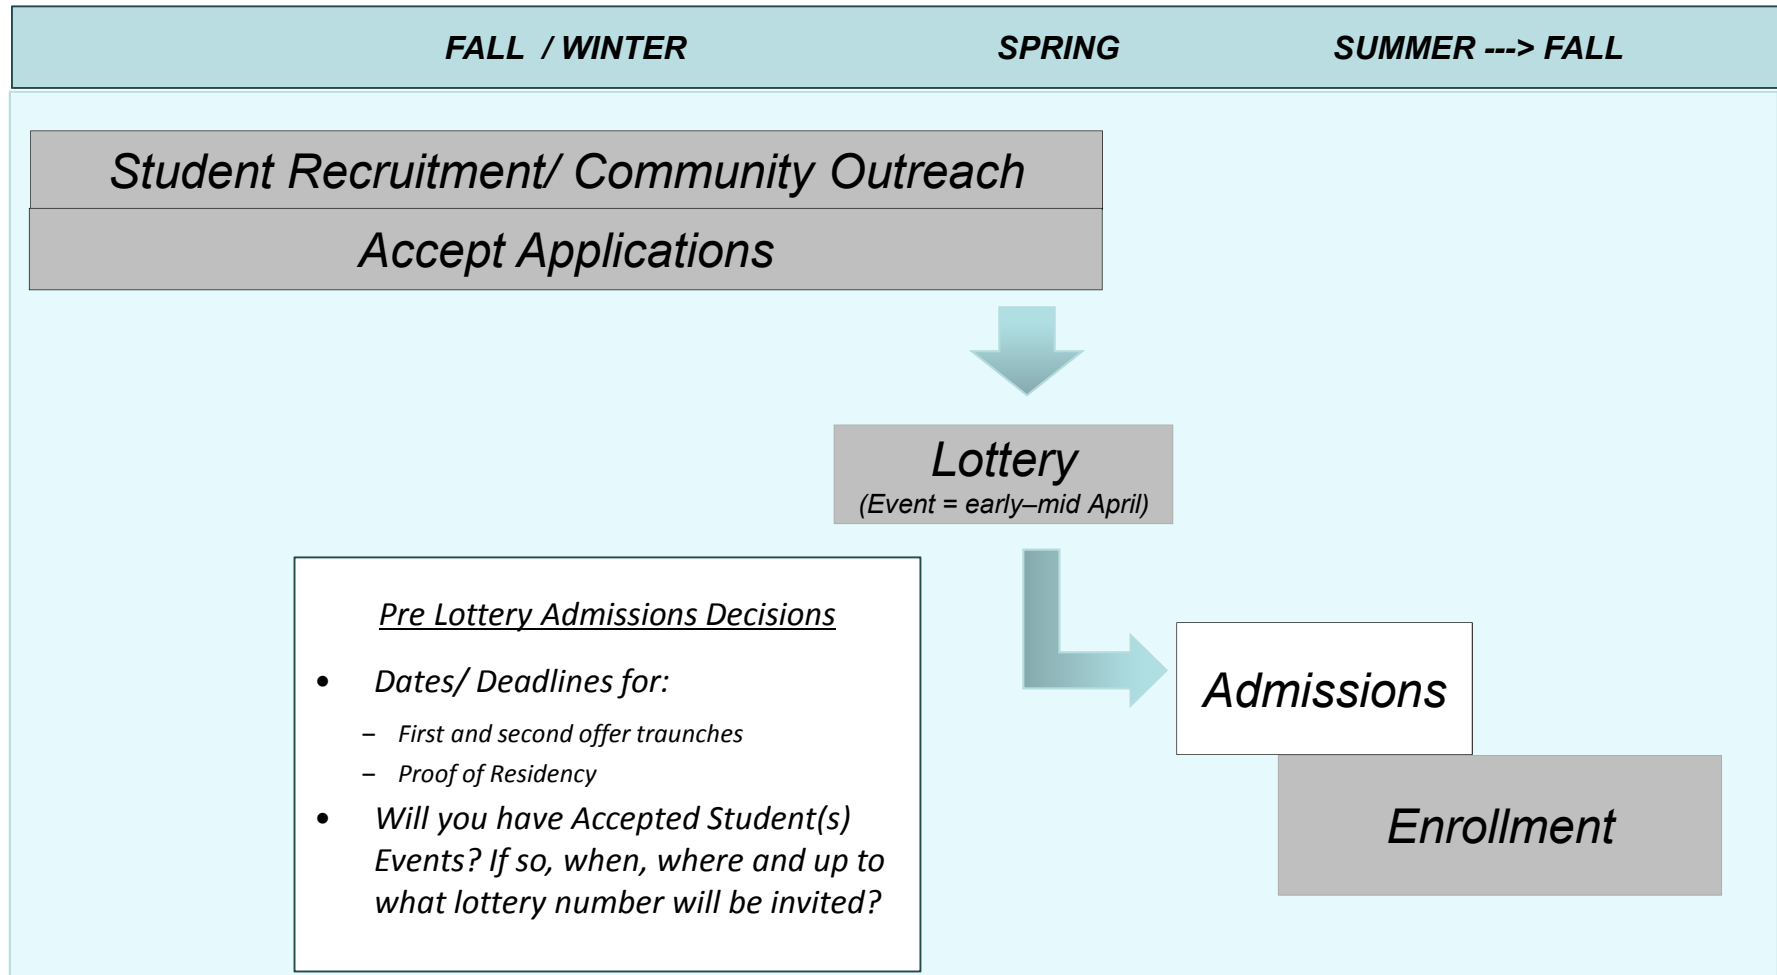 FALL / WINTER SPRING SUMMER ---> FALL
Student Recruitment/ Community Outreach
Accept Applications
Lottery
(Event = early–mid April)
Pre Lottery Admissions Decisions
• Dates/ Deadlines for:
– First and second offer traunches
– Proof of Residency
• Will you have Accepted Student(s)
Events? If so, when, where and up to
what lottery number will be invited?
Admissions
Enrollment